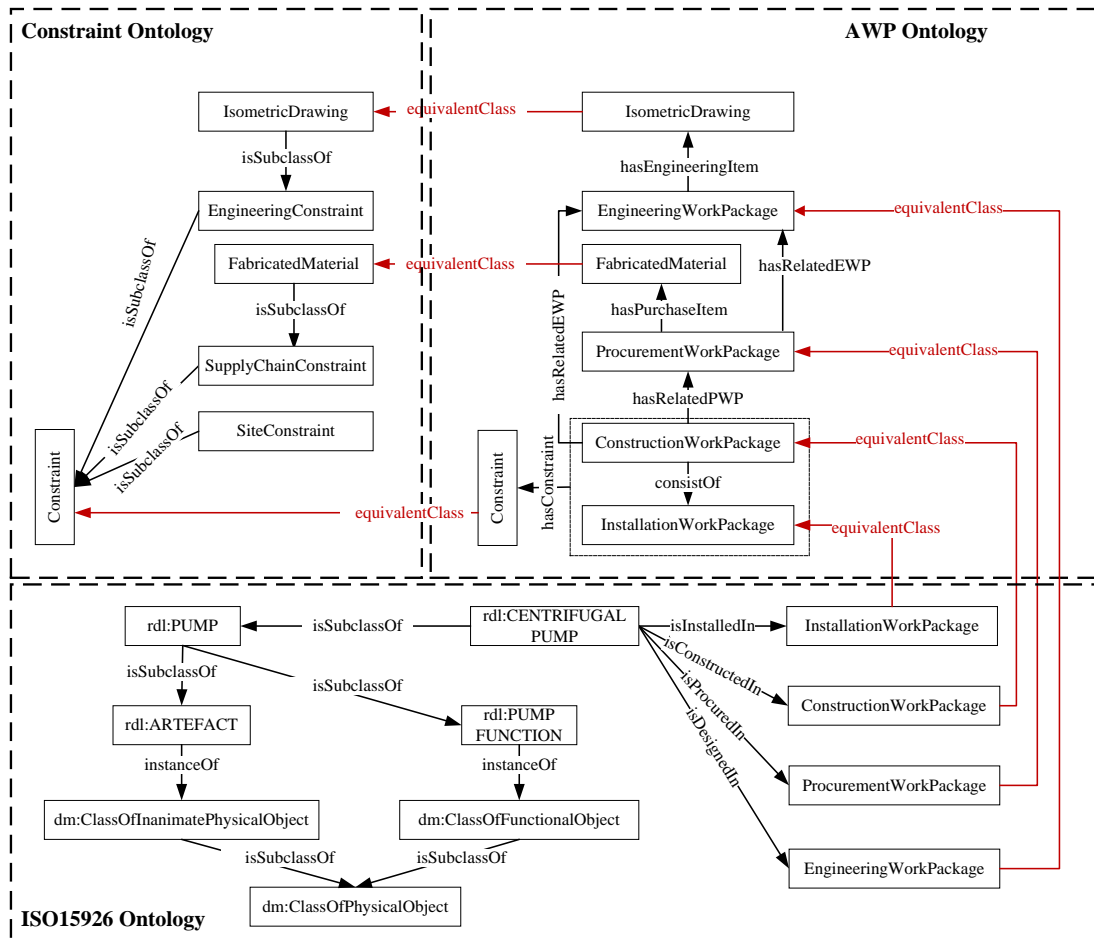 Constraint Ontology
AWP Ontology
IsometricDrawing
equivalentClass
IsometricDrawing
isSubclassOf
hasEngineeringItem
EngineeringConstraint
EngineeringWorkPackage
equivalentClass
isSubclassOf
FabricatedMaterial
equivalentClass
FabricatedMaterial
hasRelatedEWP
hasRelatedEWP
isSubclassOf
hasPurchaseItem
SupplyChainConstraint
ProcurementWorkPackage
equivalentClass
isSubclassOf
hasRelatedPWP
SiteConstraint
isSubclassOf
ConstructionWorkPackage
equivalentClass
Constraint
Constraint
hasConstraint
consistOf
equivalentClass
InstallationWorkPackage
equivalentClass
rdl:PUMP
isSubclassOf
rdl:CENTRIFUGAL
PUMP
isInstalledIn
InstallationWorkPackage
isSubclassOf
isSubclassOf
isConstructedIn
isProcuredIn
isDesignedIn
rdl:ARTEFACT
rdl:PUMP
FUNCTION
ConstructionWorkPackage
instanceOf
instanceOf
ProcurementWorkPackage
dm:ClassOfInanimatePhysicalObject
dm:ClassOfFunctionalObject
isSubclassOf
isSubclassOf
EngineeringWorkPackage
dm:ClassOfPhysicalObject
ISO15926 Ontology